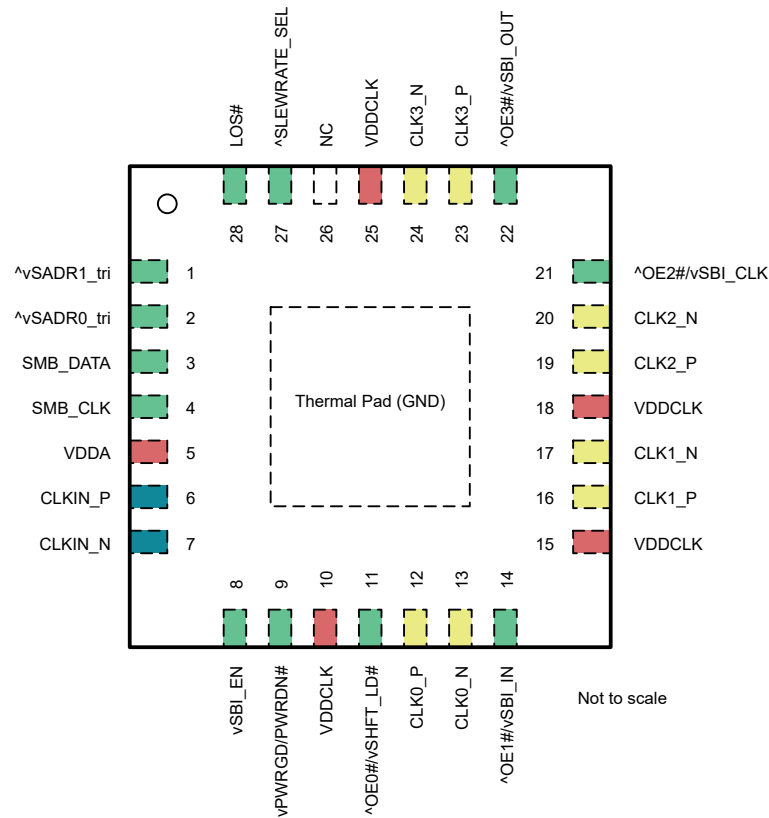 LOS#
^SLEWRATE_SEL
NC
VDDCLK
CLK3_N
CLK3_P
^OE3#/vSBI_OUT
28
27
26
25
24
23
22
^vSADR1_tri 1
^vSADR0_tri 2
SMB_DATA 3
SMB_CLK 4
VDDA 5
CLKIN_P 6
CLKIN_N 7
Thermal Pad (GND)
21 ^OE2#/vSBI_CLK
20 CLK2_N
19 CLK2_P
18 VDDCLK
17 CLK1_N
16 CLK1_P
15 VDDCLK
8
9
10
11
12
13
14
vSBI_EN
vPWRGD/PWRDN#
VDDCLK
^OE0#/vSHFT_LD#
CLK0_P
CLK0_N
^OE1#/vSBI_IN
Not to scale